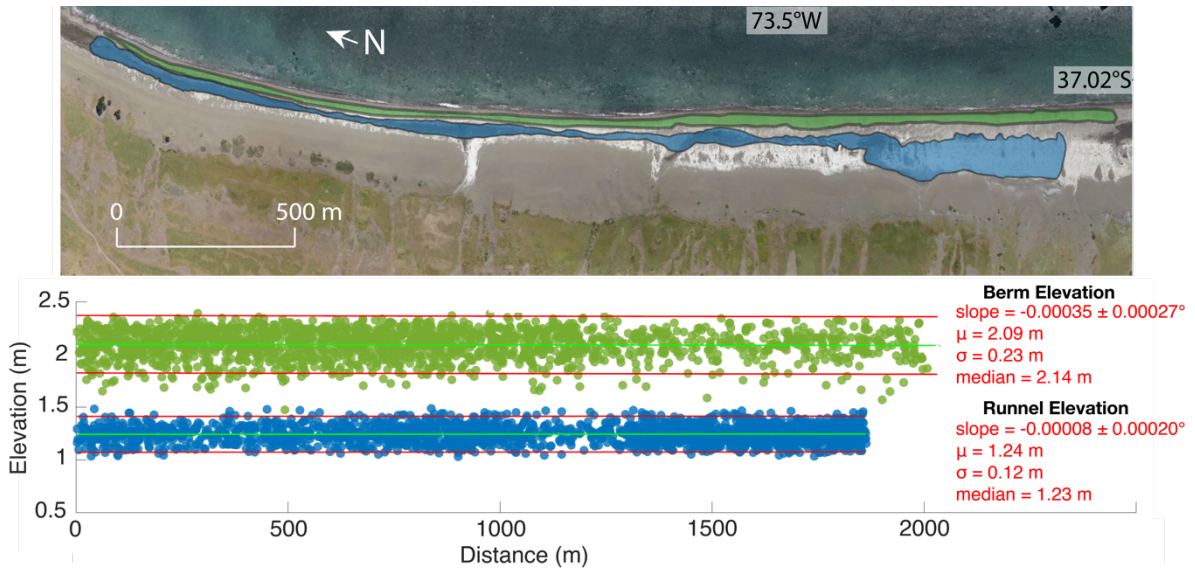 73.5°W
N
37.02°S
0 500 m
2.5
2
1.5
1
0.5
Elevation (m)
0 500 1000 1500 2000
Distance (m)
Berm Elevation
slope = -0.00035 ± 0.00027°
μ = 2.09 m
σ = 0.23 m
median = 2.14 m
Runnel Elevation
slope = -0.00008 ± 0.00020°
μ = 1.24 m
σ = 0.12 m
median = 1.23 m